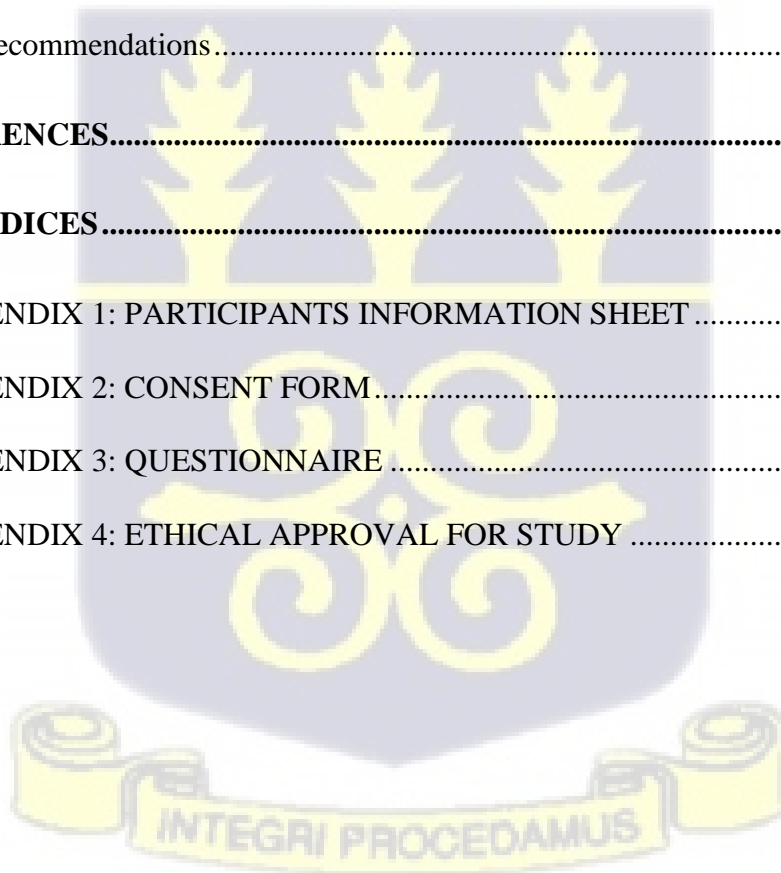 ecommendations...............................................................................
RENCES...............................................................................
DICES...............................................................................
ENDIX 1: PARTICIPANTS INFORMATION SHEET...........
ENDIX 2: CONSENT FORM...................................................
ENDIX 3: QUESTIONNAIRE.................................................
ENDIX 4: ETHICAL APPROVAL FOR STUDY...................
INTEGRI PROCEDAMUS